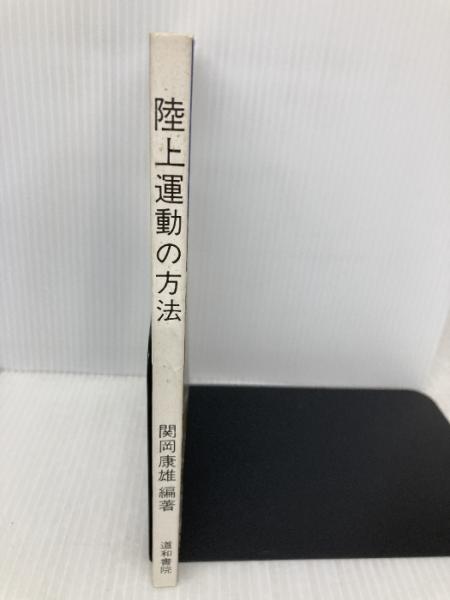 陸上運動の方法
関岡康雄 編著
道和書院